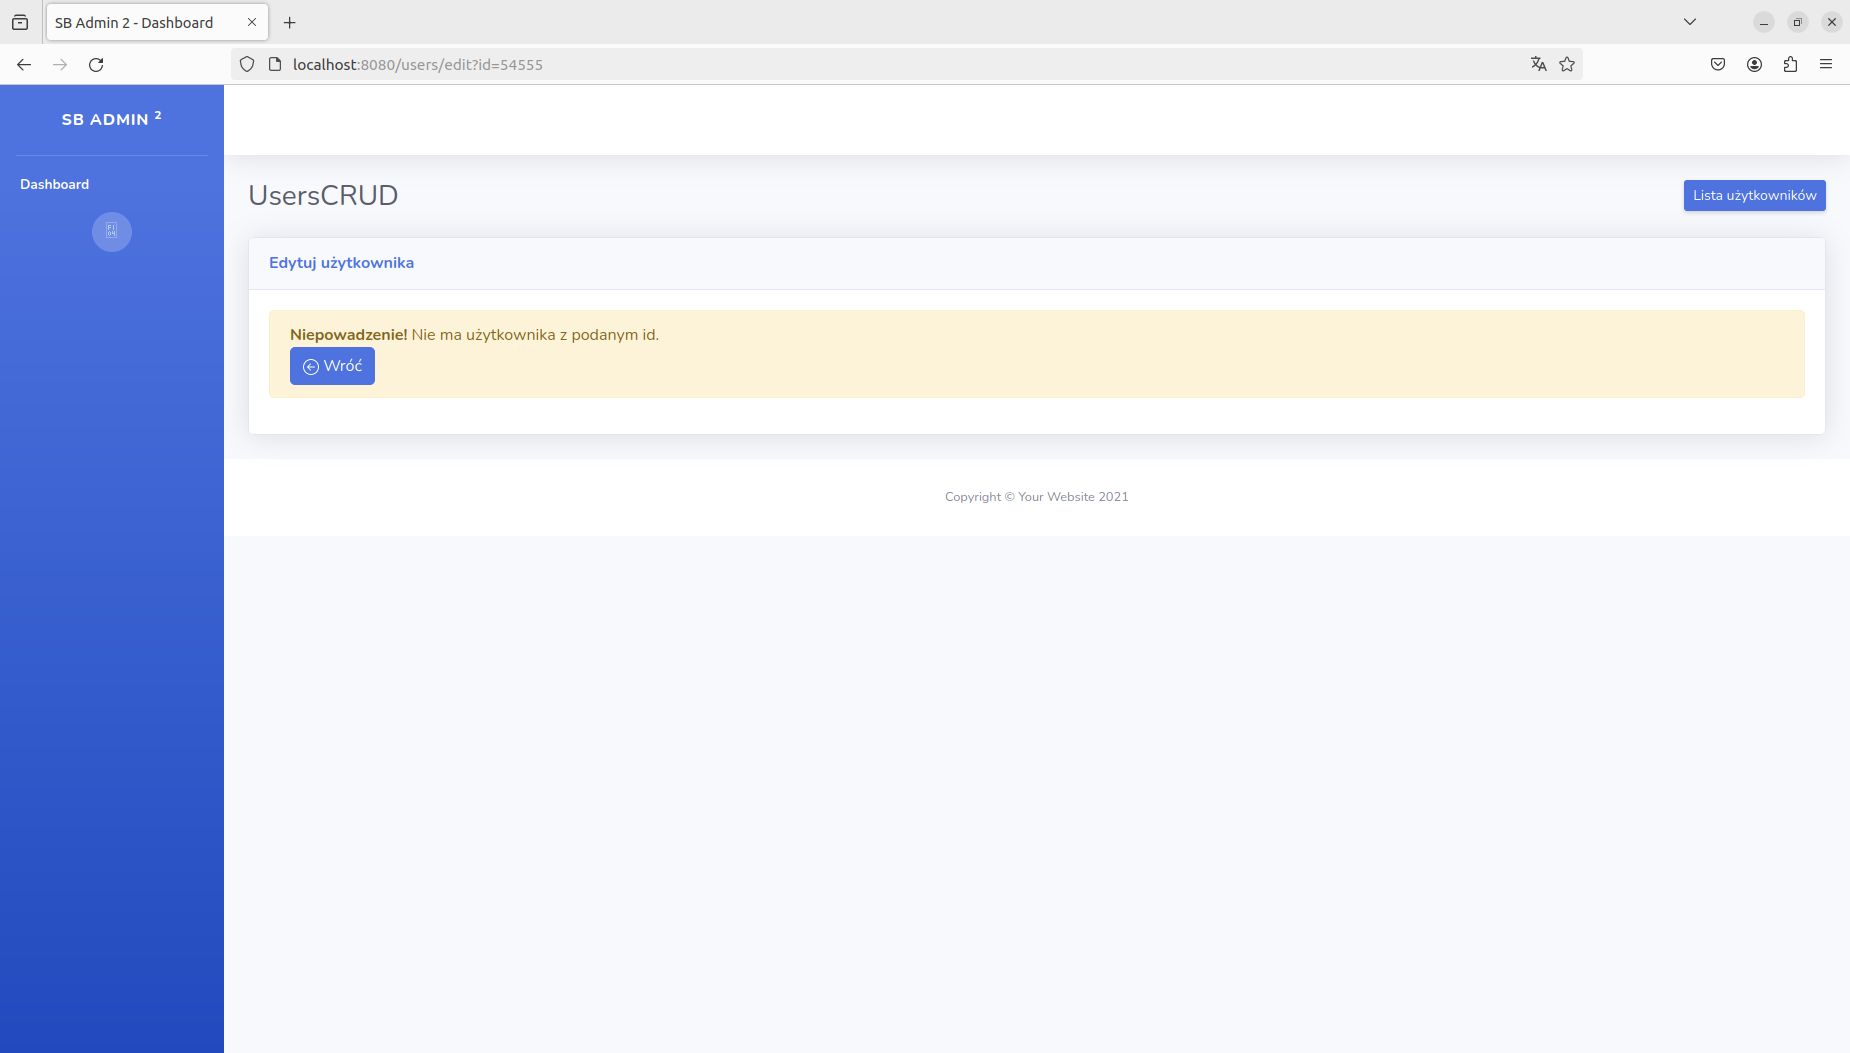 SB Admin 2 - Dashboard
localhost:8080/users/edit?id=54555
SB ADMIN 2
Dashboard
UsersCRUD
Lista użytkowników
Edytuj użytkownika
Niepowadzenie! Nie ma użytkownika z podanym id.
Wróć
Copyright © Your Website 2021